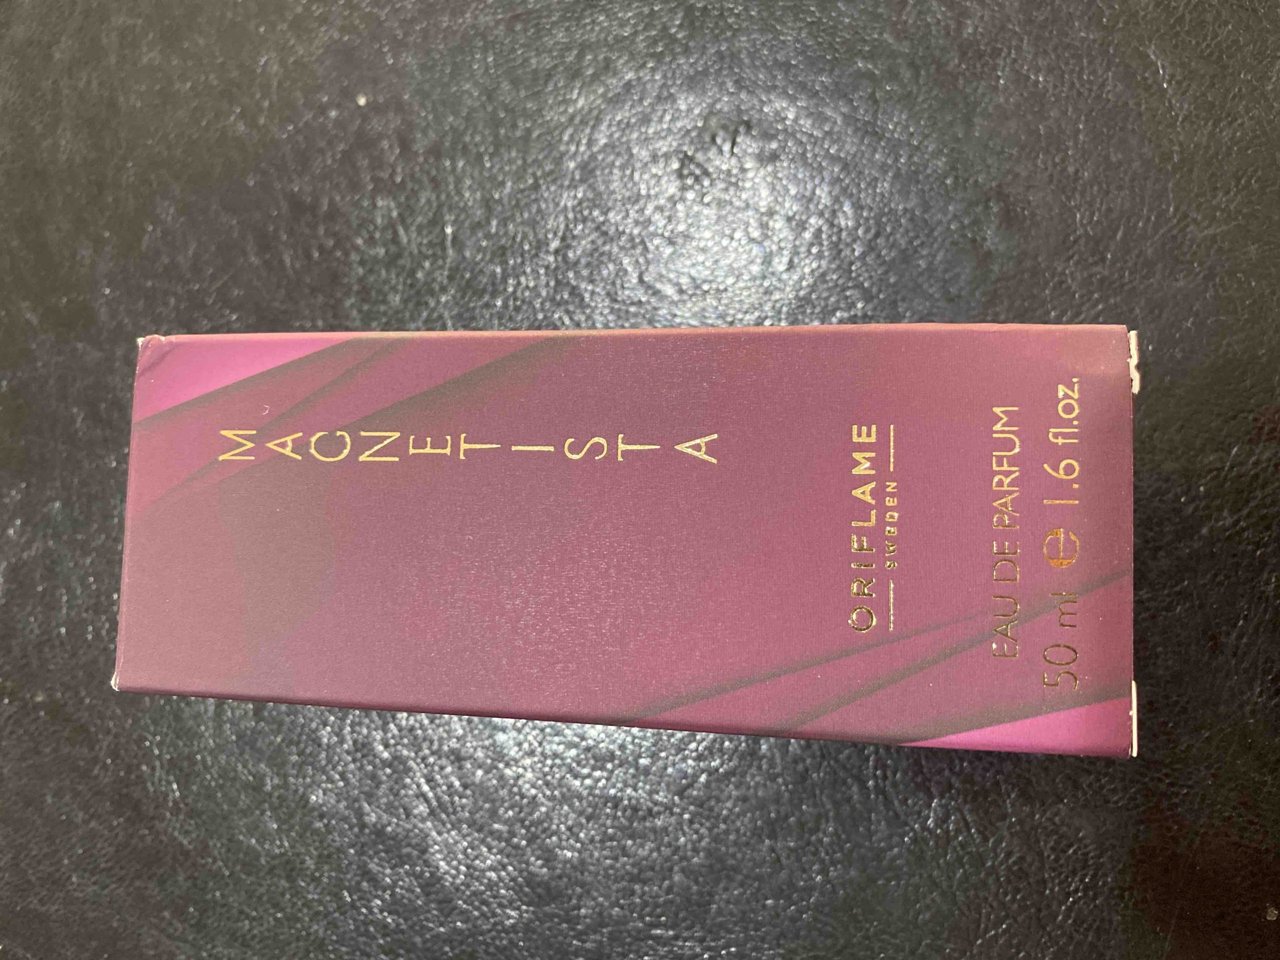 MAGNETISTA
ORIFLAME
SWEDEN
EAU DE PARFUM
50 ml e 1.6 fl.oz.